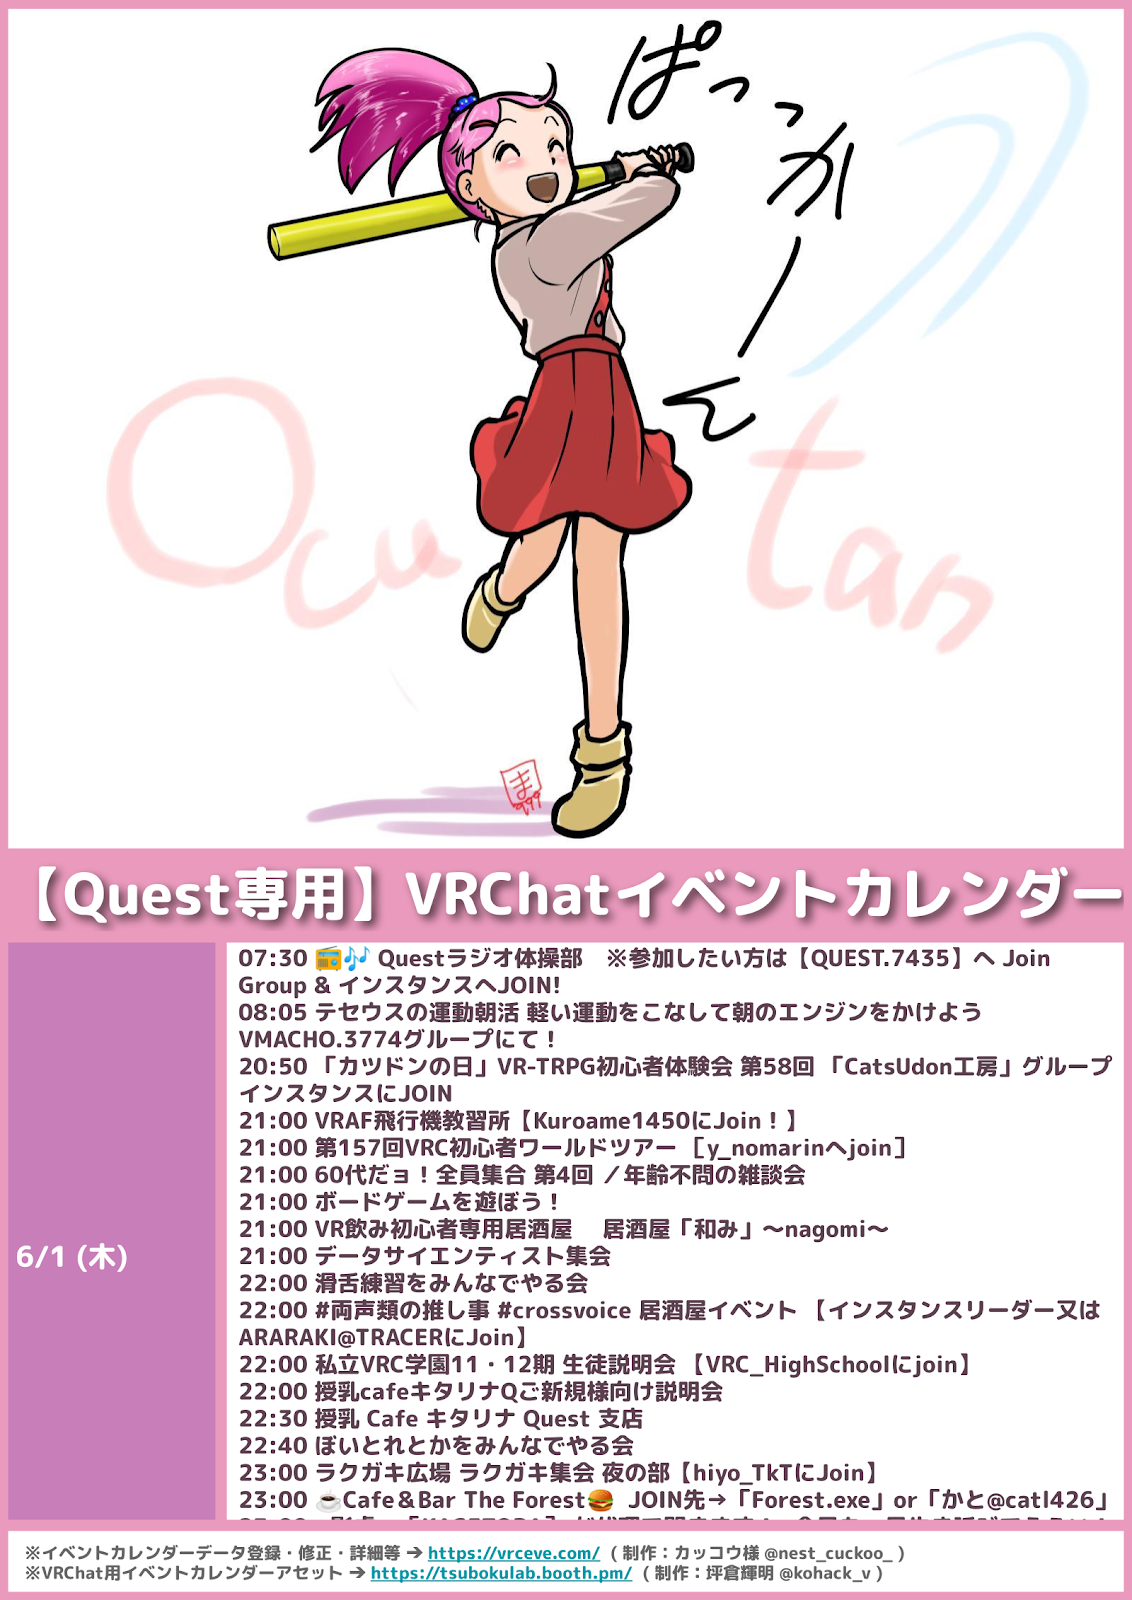 ぱっっかーん
Ocu tan
ま
999
【Quest専用】VRChatイベントカレンダー
6/1 (木)
07:30 📻🎶 Questラジオ体操部　※参加したい方は【QUEST.7435】へ Join
Group & インスタンスへJOIN!
08:05 テセウスの運動朝活 軽い運動をこなして朝のエンジンをかけよう
VMACHO.3774グループにて！
20:50 「カツドンの日」VR-TRPG初心者体験会 第58回 「CatsUdon工房」グループ
インスタンスにJOIN
21:00 VRAF飛行機教習所【Kuroame1450にJoin！】
21:00 第157回VRC初心者ワールドツアー ［y_nomarinへjoin］
21:00 60代だョ！全員集合 第4回 ／年齢不問の雑談会
21:00 ボードゲームを遊ぼう！
21:00 VR飲み初心者専用居酒屋　居酒屋「和み」～nagomi～
21:00 データサイエンティスト集会
22:00 滑舌練習をみんなでやる会
22:00 #両声類の推し事 #crossvoice 居酒屋イベント 【インスタンスリーダー又は
ARARAKI@TRACERにJoin】
22:00 私立VRC学園11・12期 生徒説明会 【VRC_HighSchoolにjoin】
22:00 授乳cafeキタリナQご新規様向け説明会
22:30 授乳 Cafe キタリナ Quest 支店
22:40 ぼいとれとかをみんなでやる会
23:00 ラクガキ広場 ラクガキ集会 夜の部【hiyo_TkTにJoin】
23:00 ☕Cafe＆Bar The Forest🍔 JOIN先→「Forest.exe」or「かと@catl426」
※イベントカレンダーデータ登録・修正・詳細等 ➔ https://vrceve.com/ （制作：カッコウ様 @nest_cuckoo_ ）
※VRChat用イベントカレンダーアセット ➔ https://tsubokulab.booth.pm/ （制作：坪倉輝明 @kohack_v ）